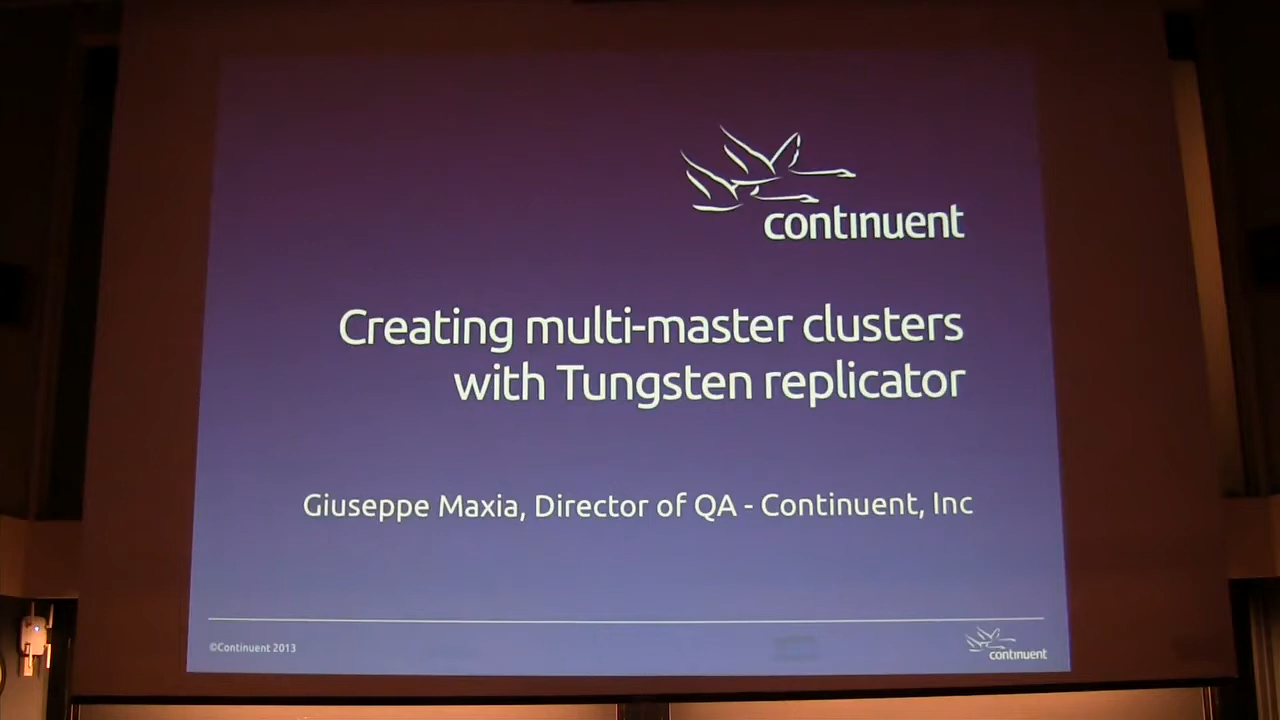 continuent
Creating multi-master clusters
with Tungsten replicator
Giuseppe Maxia, Director of QA - Continuent, Inc
©Continuent 2013
continuent